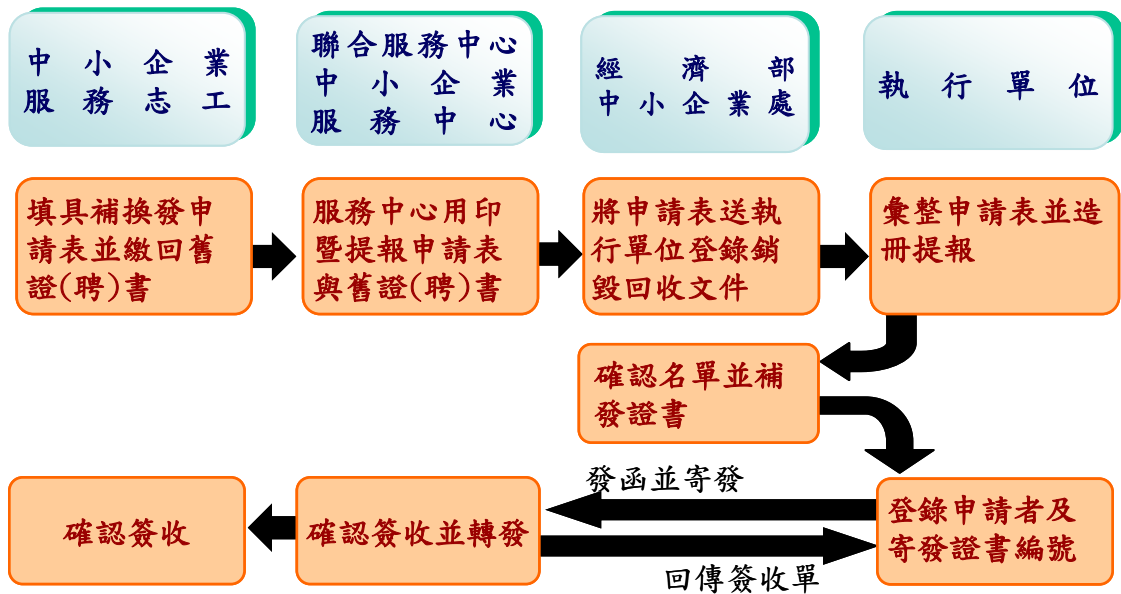 中小企業
服務志工
聯合服務中心
中小企業
服務中心
經濟部
中小企業處
執行單位
填具補換發申
請表並繳回舊
證(聘)書
服務中心用印
暨提報申請表
與舊證(聘)書
將申請表送執
行單位登錄銷
毀回收文件
彙整申請表並造
冊提報
確認名單並補
發證書
發函並寄發
確認簽收
確認簽收並轉發
登錄申請者及
寄發證書編號
回傳簽收單